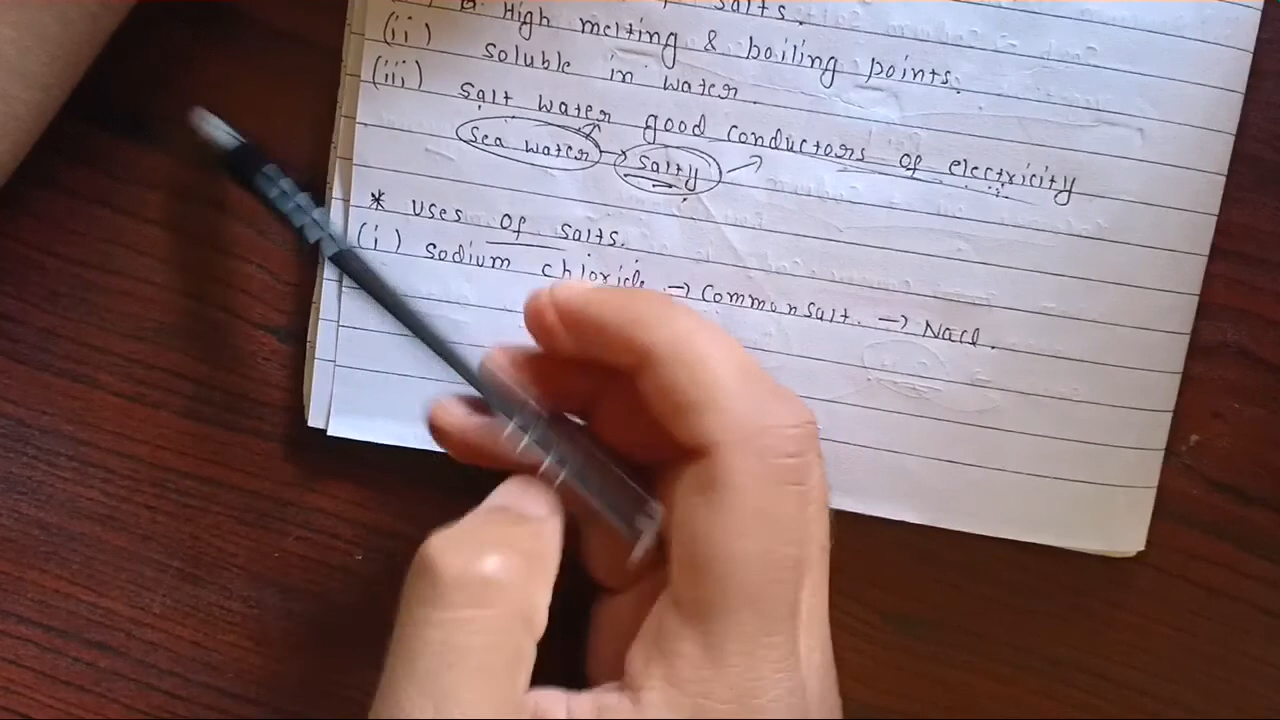 salts.
High melting & boiling points.
(ii) soluble in water.
(iii) salt water good conductors of electricity
sea water → salty
* uses of salts.
(i) sodium chloride → Common salt. → NaCl.